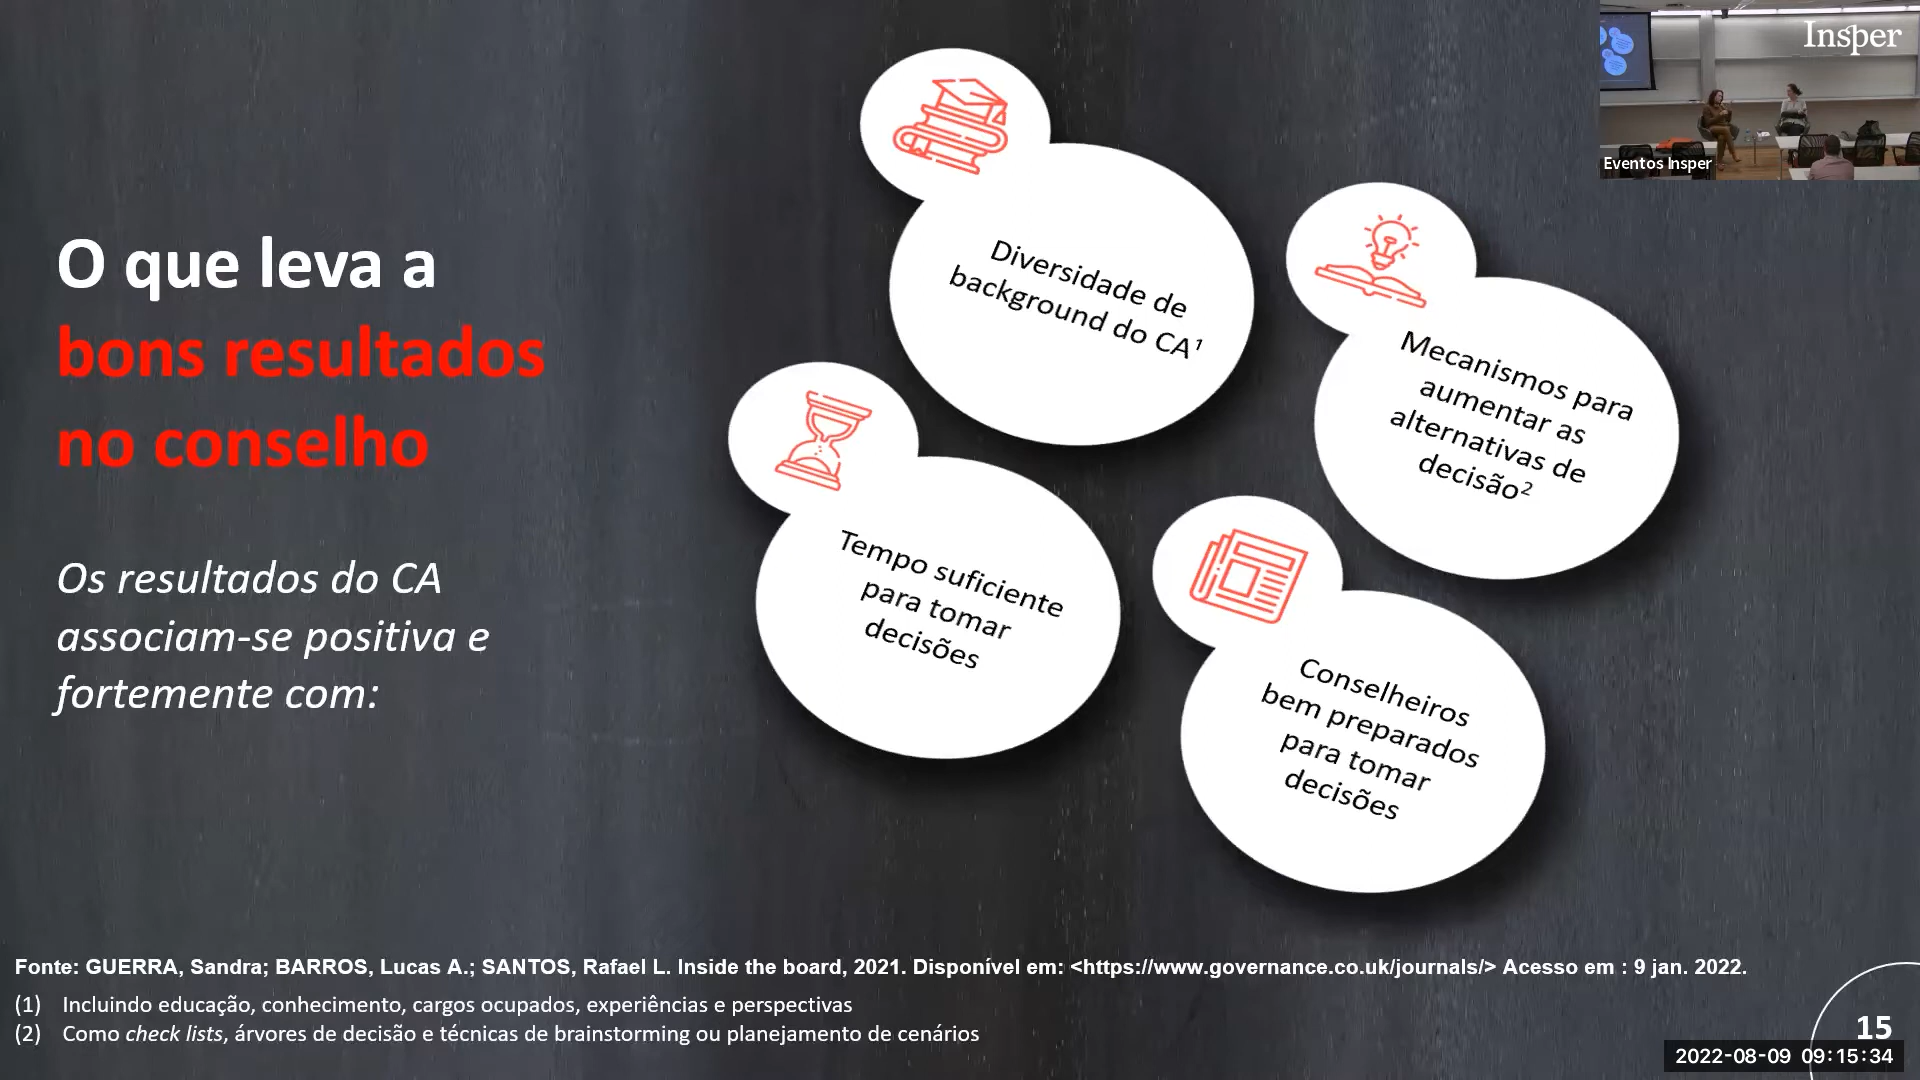 O que leva a
bons resultados
no conselho
Os resultados do CA
associam-se positiva e
fortemente com:
Diversidade de
background do CA¹
Mecanismos para
aumentar as
alternativas de
decisão²
Tempo suficiente
para tomar
decisões
Conselheiros
bem preparados
para tomar
decisões
Insper
Eventos Insper
Fonte: GUERRA, Sandra; BARROS, Lucas A.; SANTOS, Rafael L. Inside the board, 2021. Disponível em: <https://www.governance.co.uk/journals/> Acesso em : 9 jan. 2022.
(1) Incluindo educação, conhecimento, cargos ocupados, experiências e perspectivas
(2) Como check lists, árvores de decisão e técnicas de brainstorming ou planejamento de cenários
15
2022-08-09 09:15:34